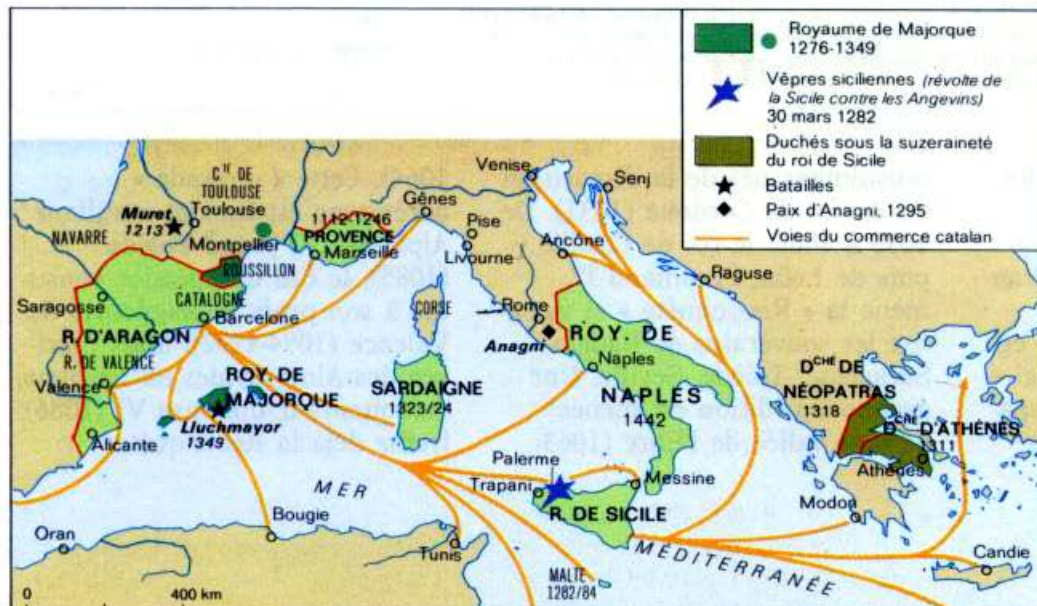 Royaume de Majorque
1276-1349
Vêpres siciliennes (révolte de
la Sicile contre les Angevins)
30 mars 1282
Duchés sous la suzeraineté
du roi de Sicile
Batailles
Paix d'Anagni, 1295
Voies du commerce catalan
Cᵗᵉ DE
TOULOUSE
Toulouse
Muret
1213
NAVARRE
Montpellier
ROUSSILLON
1112-1246
PROVENCE
Marseille
Gênes
Pise
Livourne
Venise
Senj
Ancône
Raguse
Saragosse
CATALOGNE
Barcelone
R. D'ARAGON
R. DE VALENCE
Valence
Alicante
ROY. DE
MAJORQUE
Lluchmayor
1349
CORSE
SARDAIGNE
1323/24
Rome
Anagni
ROY. DE
Naples
NAPLES
1442
Dᶜʰᵉ DE
NÉOPATRAS
1318
Dᶜʰᵉ D'ATHÈNES
1311
Athènes
Modon
Candie
Palerme
Trapani
Messine
R. DE SICILE
MER
MÉDITERRANÉE
Oran
Bougie
Tunis
MALTE
1282/84
0 400 km